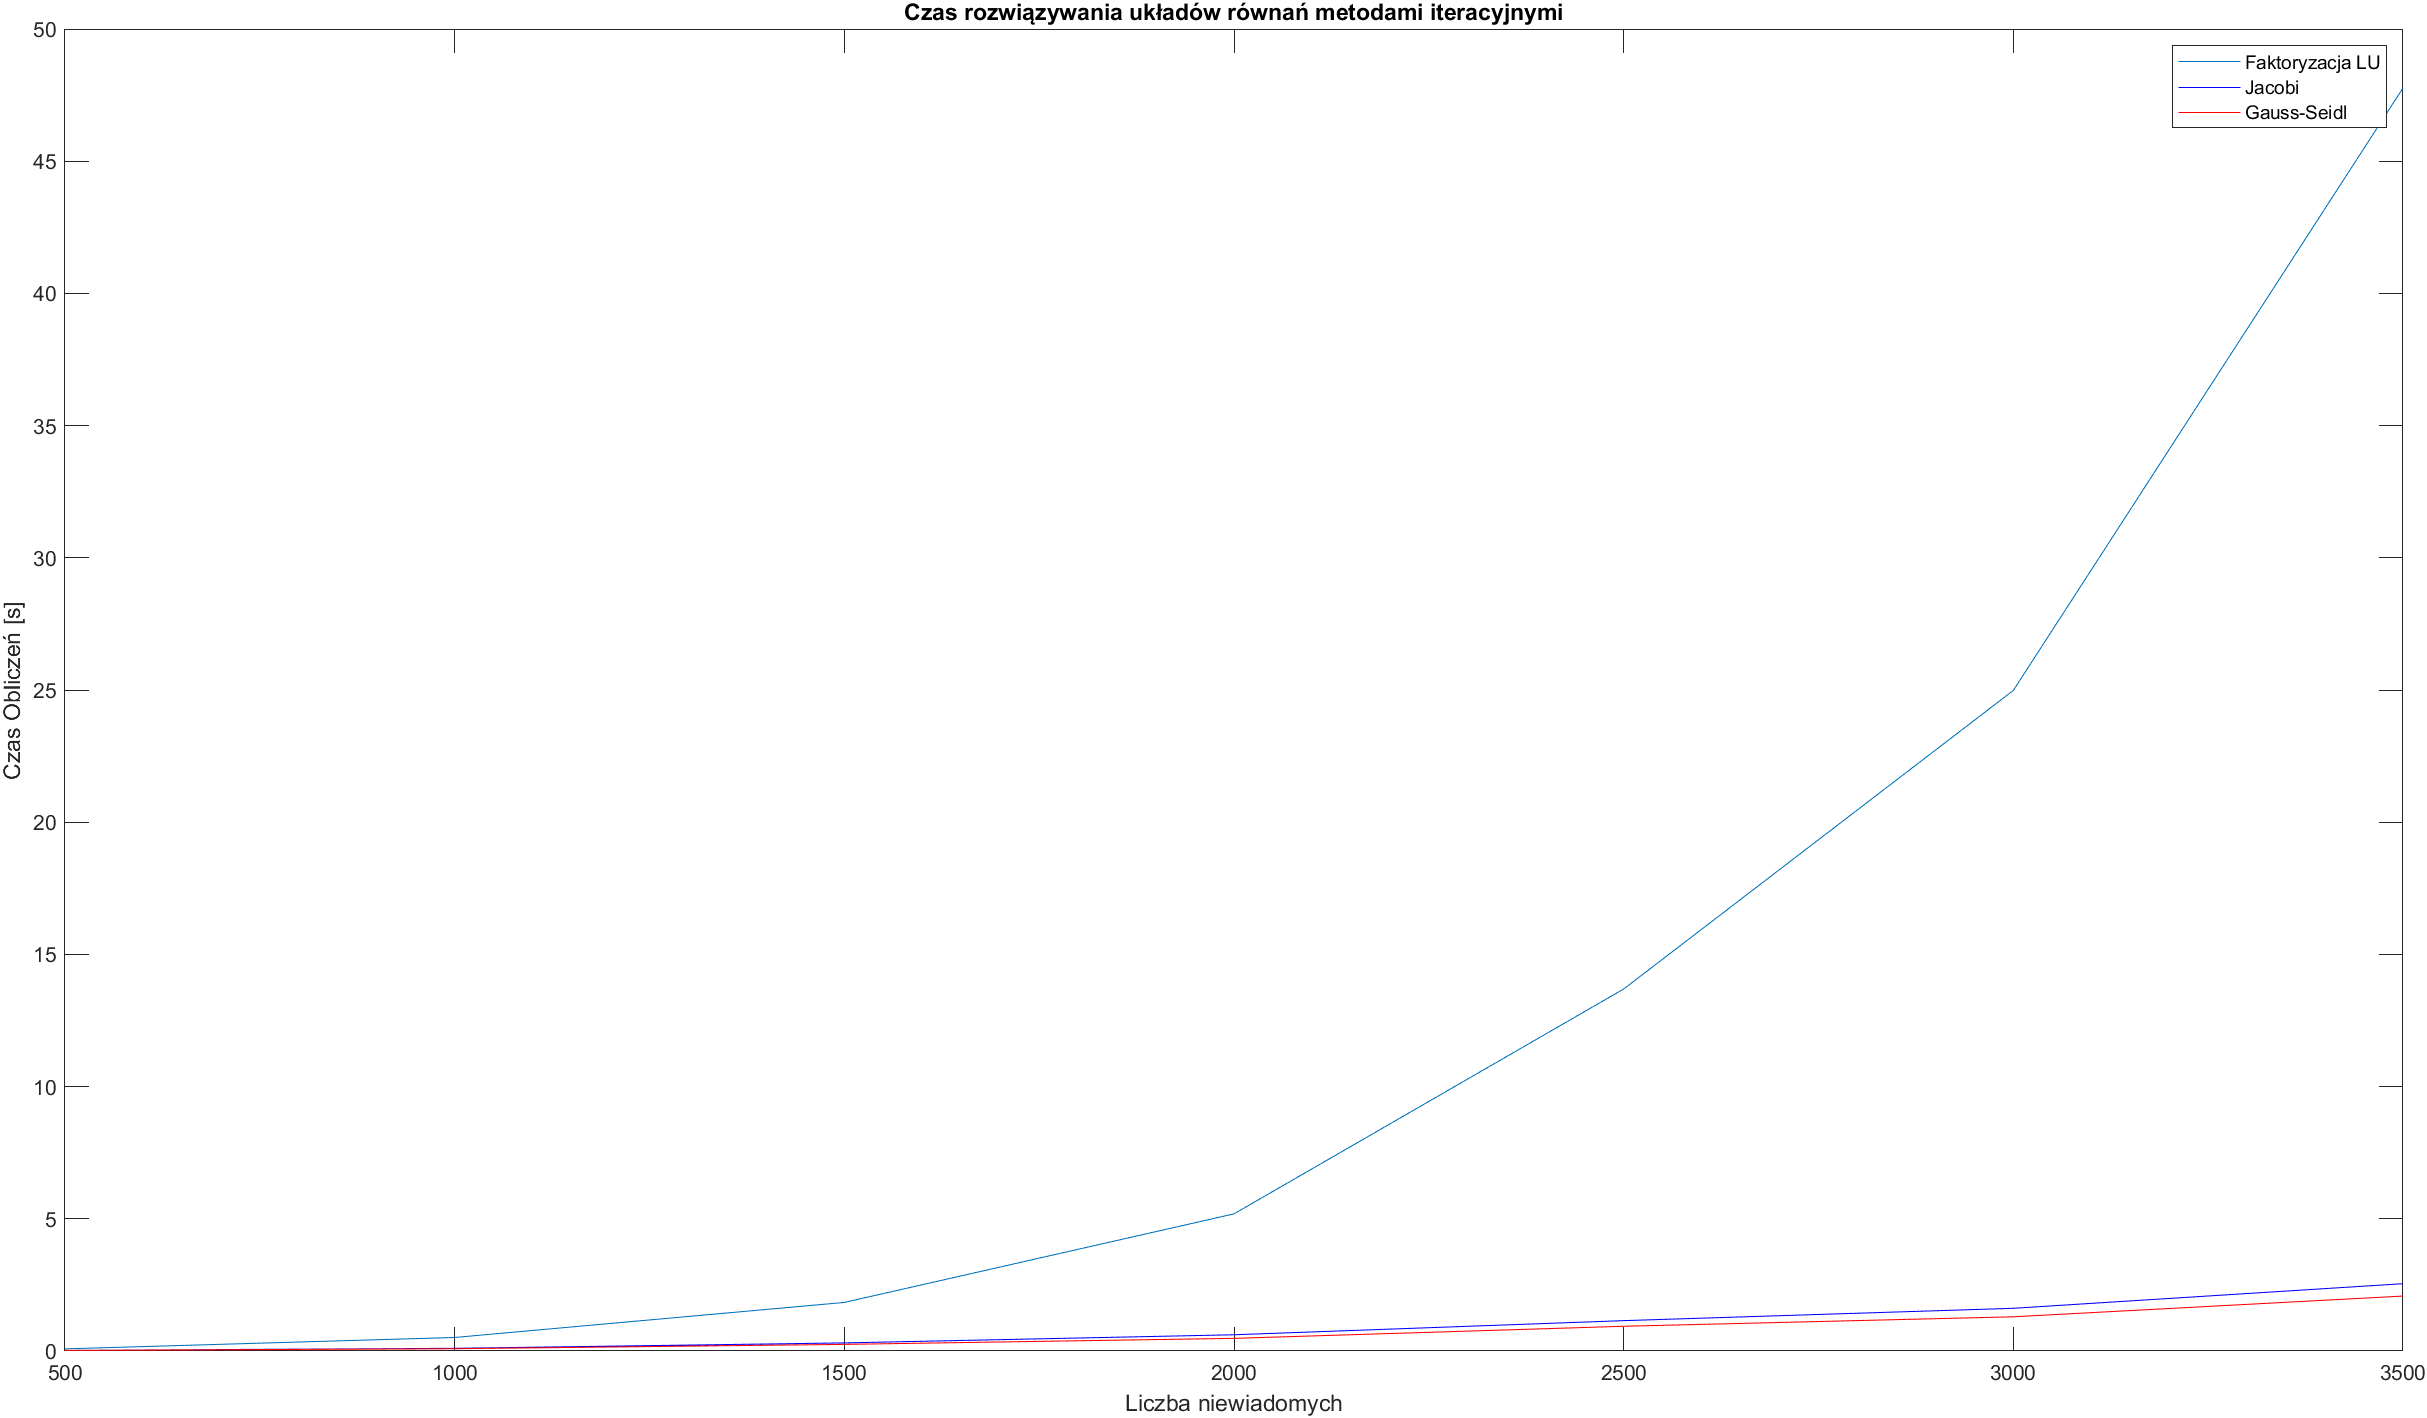 Czas rozwiązywania układów równań metodami iteracyjnymi
50
45
40
35
30
25
20
15
10
5
0
Czas Obliczeń [s]
Faktoryzacja LU
Jacobi
Gauss-Seidl
500 1000 1500 2000 2500 3000 3500
Liczba niewiadomych